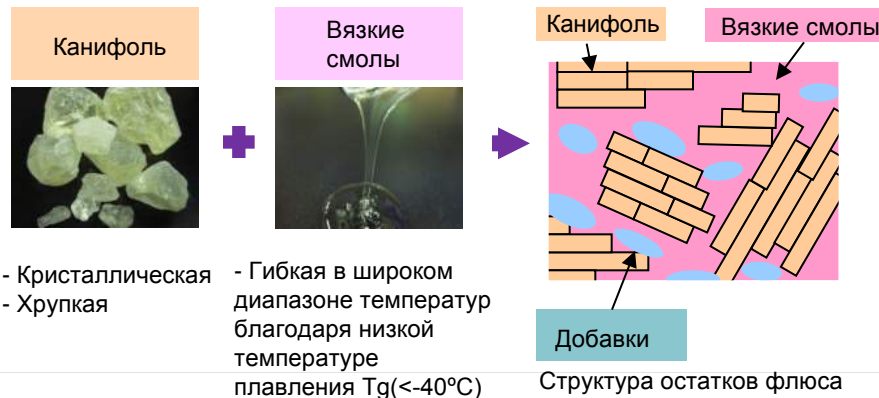 Канифоль
Вязкие
смолы
- Кристаллическая
- Хрупкая
- Гибкая в широком
диапазоне температур
благодаря низкой
температуре
плавления Tg(<-40ºC)
Канифоль
Вязкие смолы
Добавки
Структура остатков флюса